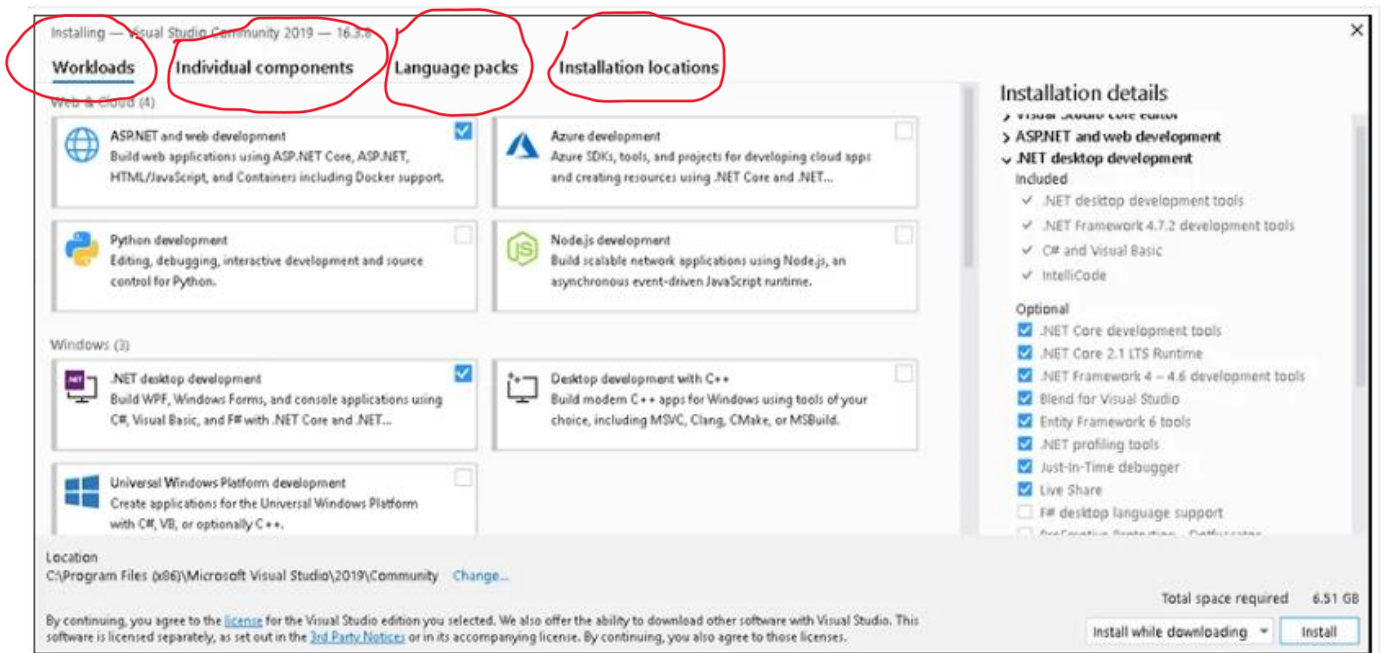 Installing — Visual Studio Community 2019 — 16.3.8
Workloads
Individual components
Language packs
Installation locations
Web & Cloud (4)
ASP.NET and web development
Build web applications using ASP.NET Core, ASP.NET,
HTML/JavaScript, and Containers including Docker support.
Azure development
Azure SDKs, tools, and projects for developing cloud apps
and creating resources using .NET Core and .NET...
Python development
Editing, debugging, interactive development and source
control for Python.
Node.js development
Build scalable network applications using Node.js, an
asynchronous event-driven JavaScript runtime.
Windows (3)
.NET desktop development
Build WPF, Windows Forms, and console applications using
C#, Visual Basic, and F# with .NET Core and .NET...
Desktop development with C++
Build modern C++ apps for Windows using tools of your
choice, including MSVC, Clang, CMake, or MSBuild.
Universal Windows Platform development
Create applications for the Universal Windows Platform
with C#, VB, or optionally C++.
Installation details
Visual Studio core editor
ASP.NET and web development
.NET desktop development
Included
.NET desktop development tools
.NET Framework 4.7.2 development tools
C# and Visual Basic
IntelliCode
Optional
.NET Core development tools
.NET Core 2.1 LTS Runtime
.NET Framework 4 – 4.6 development tools
Blend for Visual Studio
Entity Framework 6 tools
.NET profiling tools
Just-In-Time debugger
Live Share
F# desktop language support
PreEmptive Protection - Dotfuscator
Location
C:\Program Files (x86)\Microsoft Visual Studio\2019\Community Change...
By continuing, you agree to the license for the Visual Studio edition you selected. We also offer the ability to download other software with Visual Studio. This
software is licensed separately, as set out in the 3rd Party Notices or in its accompanying license. By continuing, you also agree to those licenses.
Total space required 6.51 GB
Install while downloading
Install